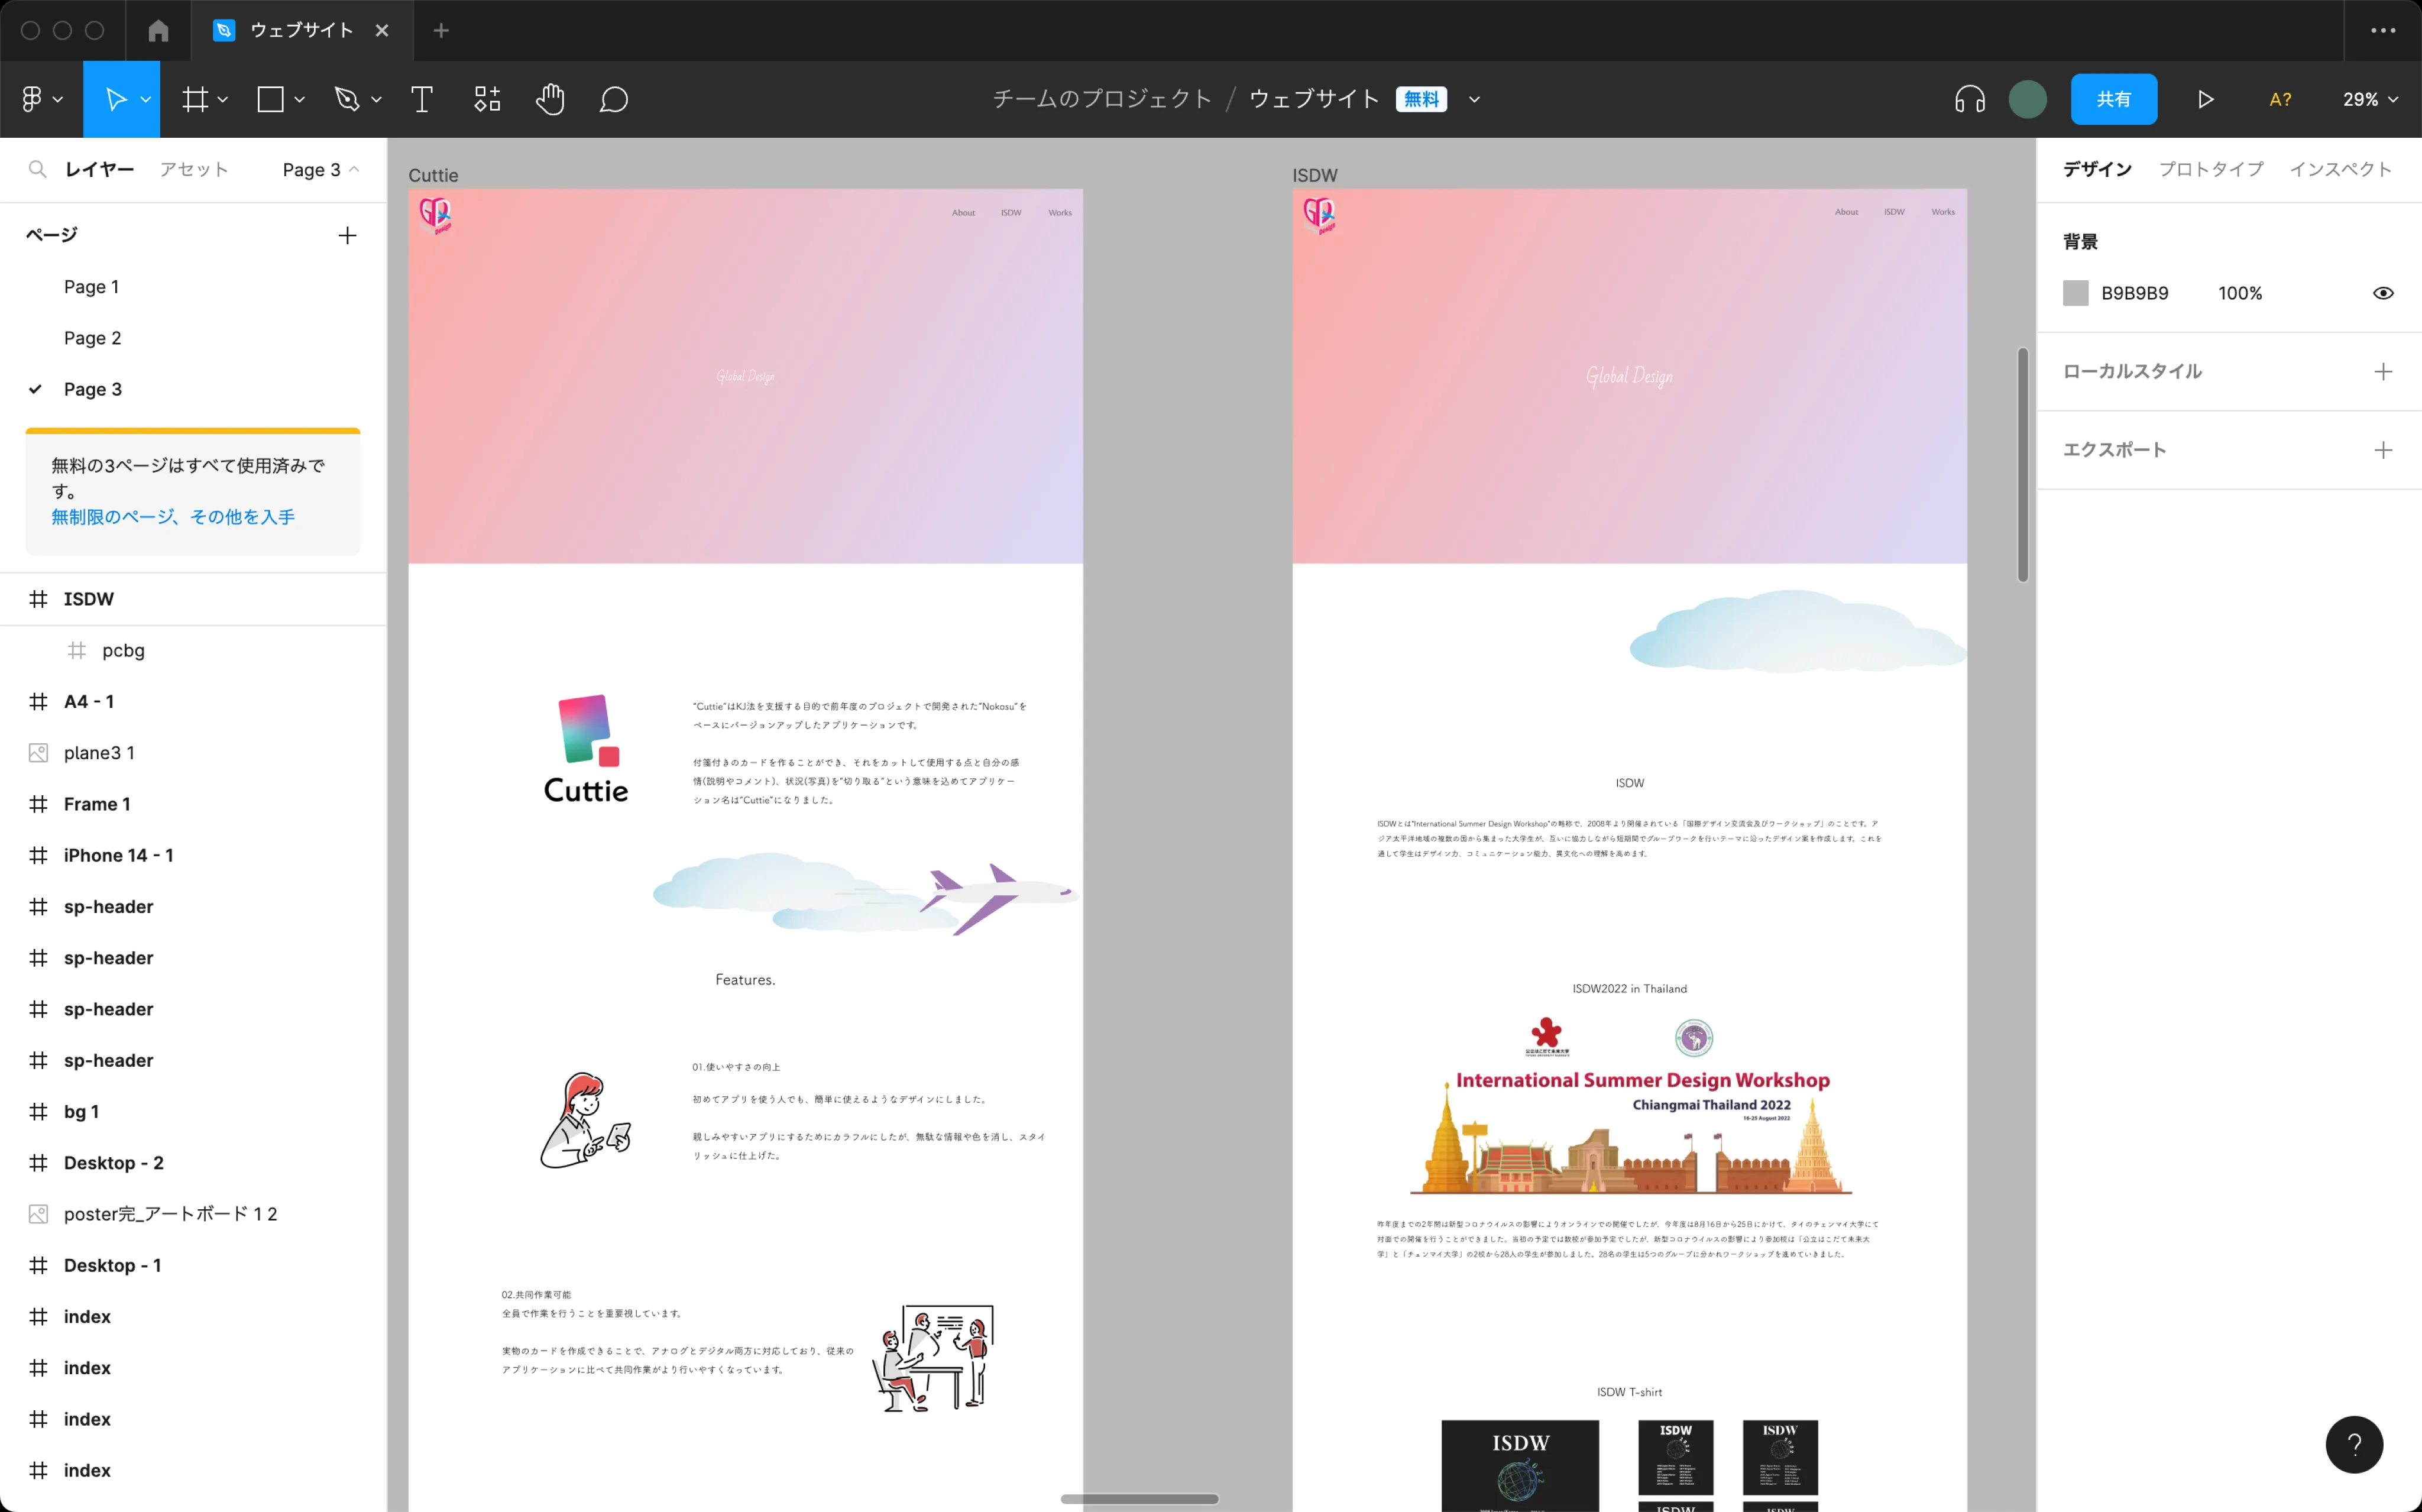 ウェブサイト
チームのプロジェクト / ウェブサイト 無料
共有
A?
29%
レイヤー アセット Page 3
ページ
Page 1
Page 2
Page 3
無料の3ページはすべて使用済みで
す。
無制限のページ、その他を入手
ISDW
pcbg
A4 - 1
plane3 1
Frame 1
iPhone 14 - 1
sp-header
sp-header
sp-header
sp-header
bg 1
Desktop - 2
poster完_アートボード 1 2
Desktop - 1
index
index
index
index
Cuttie
GD Design
About ISDW Works
Global Design
Cuttie
“Cuttie”はKJ法を支援する目的で前年度のプロジェクトで開発された“Nokosu”を
ベースにバージョンアップしたアプリケーションです。
付箋付きのカードを作ることができ、それをカットして使用する点と自分の感
情(説明やコメント)、状況(写真)を“切り取る”という意味を込めてアプリケー
ション名は“Cuttie”になりました。
Features.
01.使いやすさの向上
初めてアプリを使う人でも、簡単に使えるようなデザインにしました。
親しみやすいアプリにするためにカラフルにしたが、無駄な情報や色を消し、スタイ
リッシュに仕上げた。
02.共同作業可能
全員で作業を行うことを重要視しています。
実物のカードを作成できることで、アナログとデジタル両方に対応しており、従来の
アプリケーションに比べて共同作業がより行いやすくなっています。
ISDW
GD Design
About ISDW Works
Global Design
ISDW
ISDWとは“International Summer Design Workshop”の略称で、2008年より開催されている「国際デザイン交流会及びワークショップ」のことです。ア
ジア太平洋地域の複数の国から集まった大学生が、互いに協力しながら短期間でグループワークを行いテーマに沿ったデザイン案を作成します。これを
通して学生はデザイン力、コミュニケーション能力、異文化への理解を高めます。
ISDW2022 in Thailand
公立はこだて未来大学
International Summer Design Workshop
Chiangmai Thailand 2022
16-25 August 2022
昨年度までの2年間は新型コロナウイルスの影響によりオンラインでの開催でしたが、今年度は8月16日から25日にかけて、タイのチェンマイ大学にて
対面での開催を行うことができました。当初の予定では数校が参加予定でしたが、新型コロナウイルスの影響により参加校は「公立はこだて未来大
学」と「チェンマイ大学」の2校から28人の学生が参加しました。28名の学生は5つのグループに分かれワークショップを進めていきました。
ISDW T-shirt
ISDW
ISDW
ISDW
ISDW
ISDW
デザイン プロトタイプ インスペクト
背景
B9B9B9 100%
ローカルスタイル
エクスポート
?